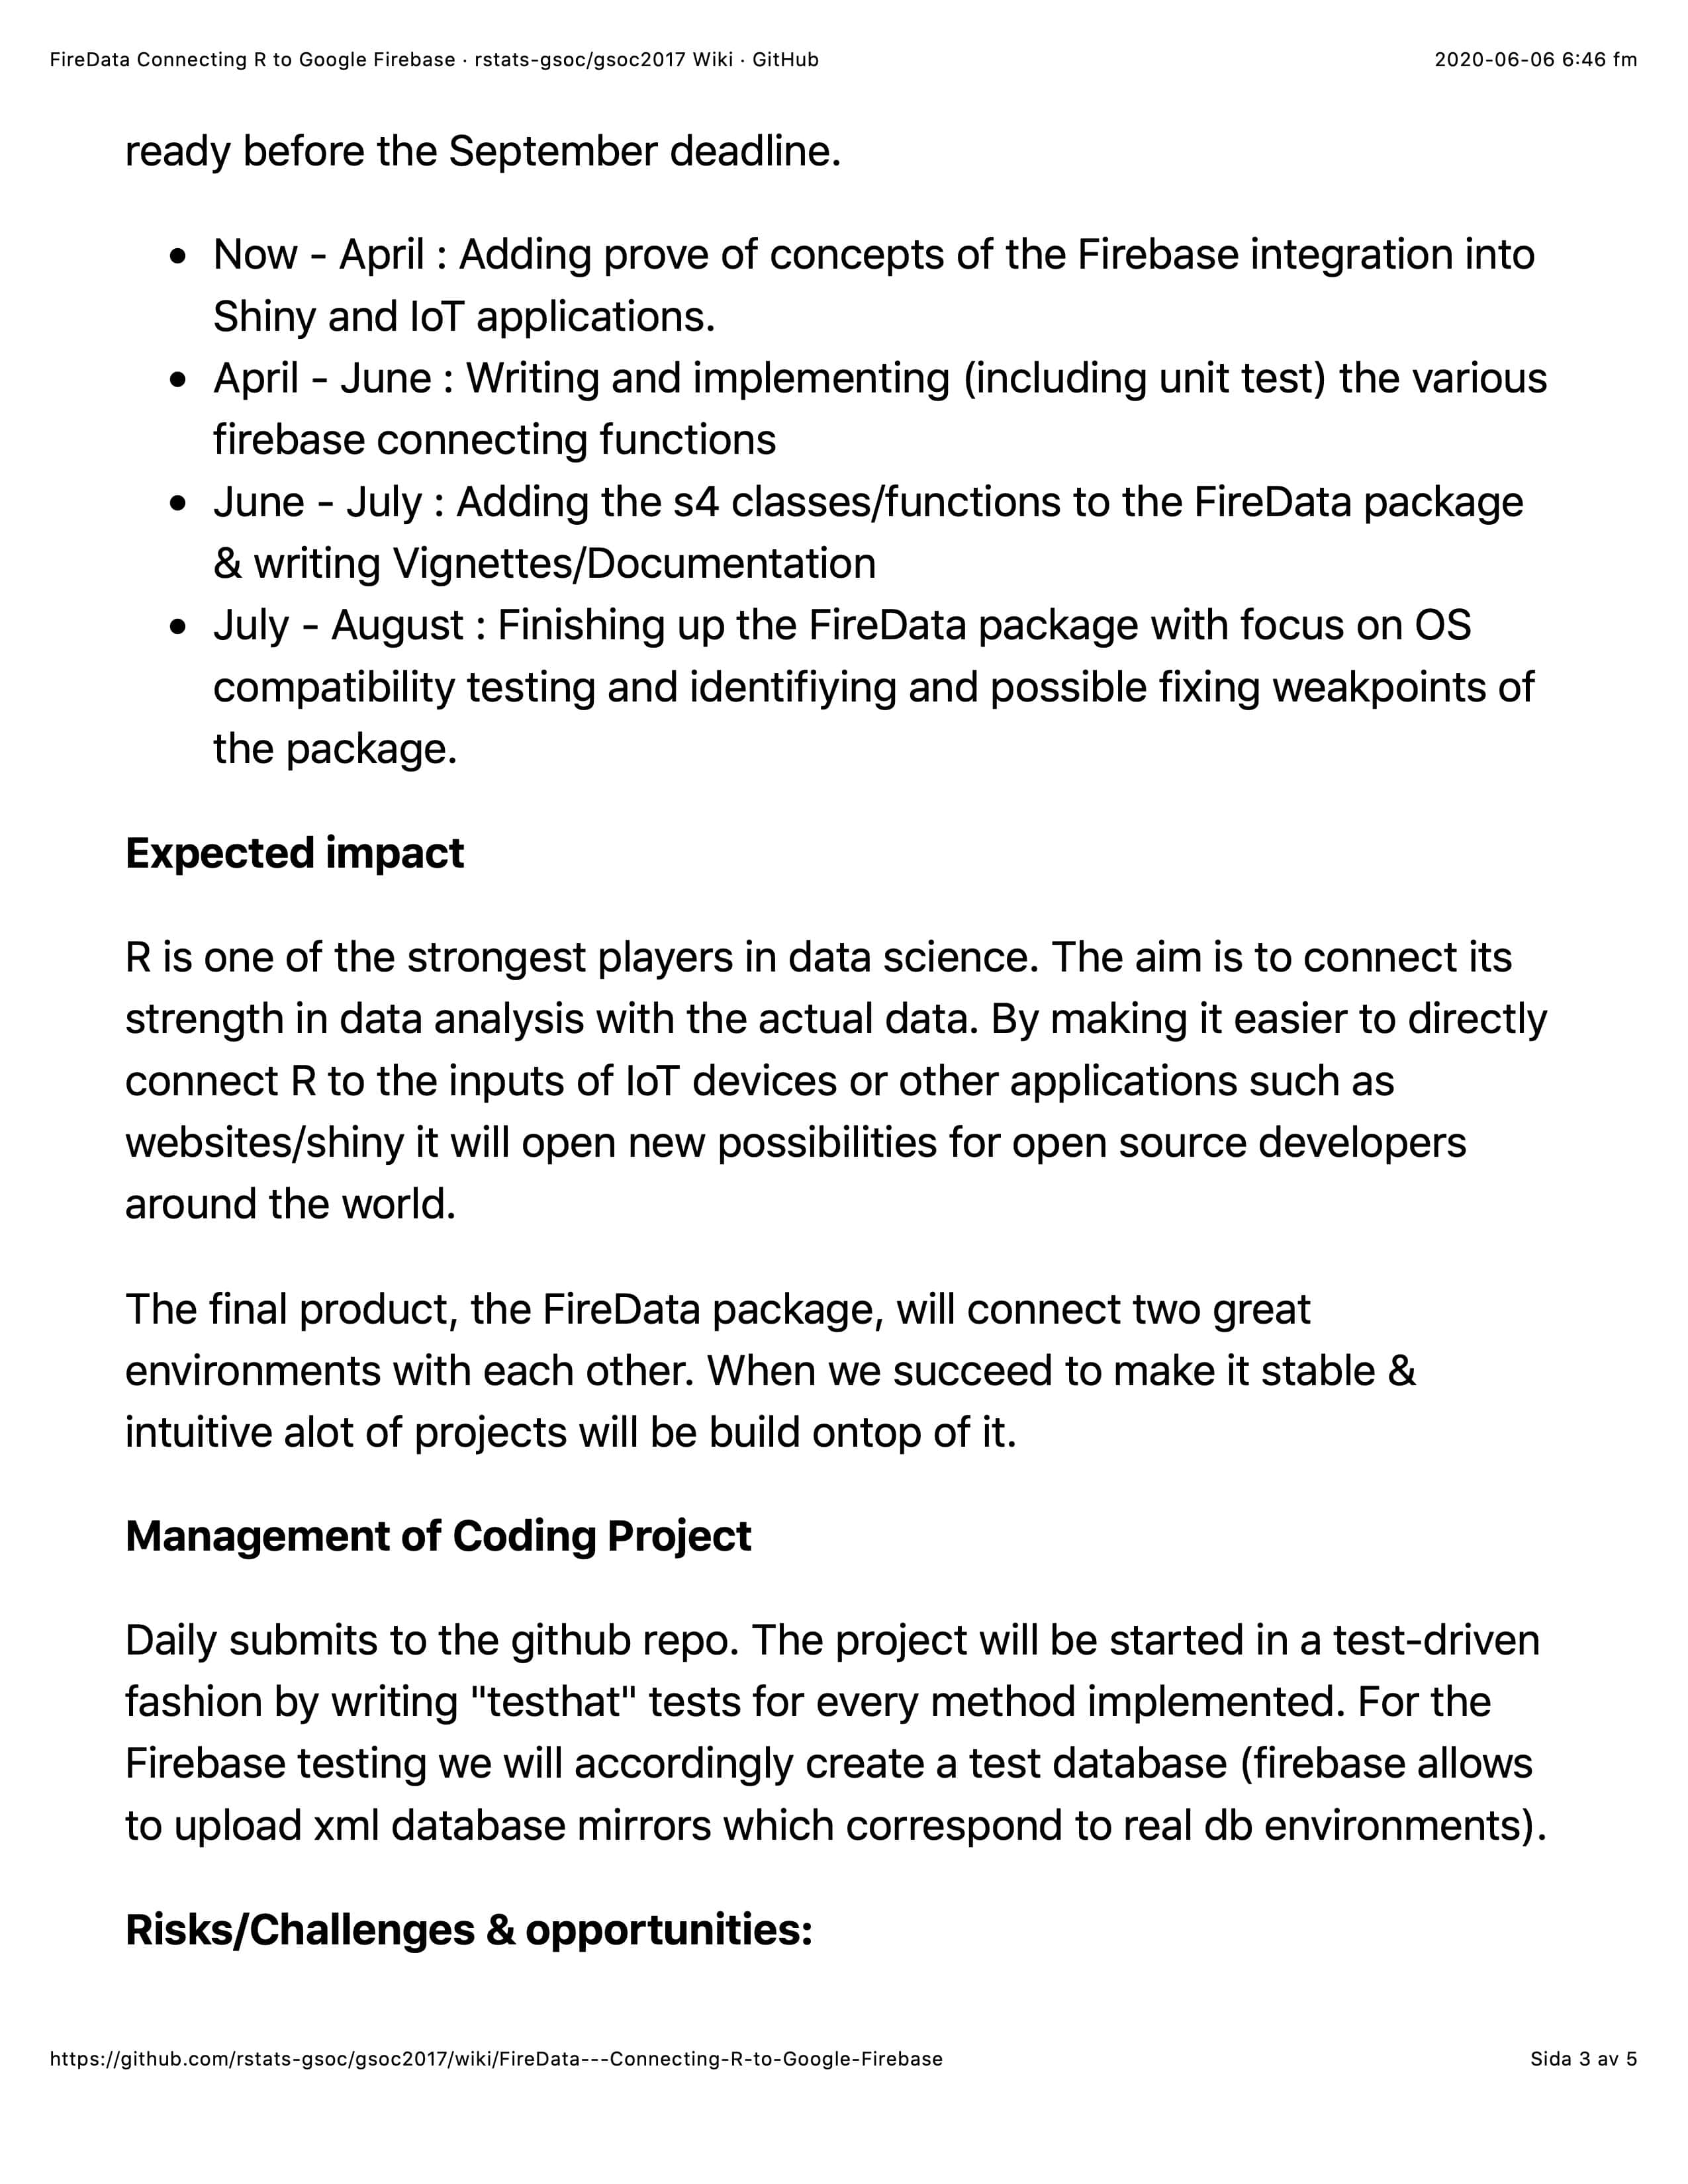 FireData Connecting R to Google Firebase · rstats-gsoc/gsoc2017 Wiki · GitHub
2020-06-06 6:46 fm
ready before the September deadline.
• Now - April : Adding prove of concepts of the Firebase integration into
Shiny and IoT applications.
• April - June : Writing and implementing (including unit test) the various
firebase connecting functions
• June - July : Adding the s4 classes/functions to the FireData package
& writing Vignettes/Documentation
• July - August : Finishing up the FireData package with focus on OS
compatibility testing and identifiying and possible fixing weakpoints of
the package.
Expected impact
R is one of the strongest players in data science. The aim is to connect its
strength in data analysis with the actual data. By making it easier to directly
connect R to the inputs of IoT devices or other applications such as
websites/shiny it will open new possibilities for open source developers
around the world.
The final product, the FireData package, will connect two great
environments with each other. When we succeed to make it stable &
intuitive alot of projects will be build ontop of it.
Management of Coding Project
Daily submits to the github repo. The project will be started in a test-driven
fashion by writing "testhat" tests for every method implemented. For the
Firebase testing we will accordingly create a test database (firebase allows
to upload xml database mirrors which correspond to real db environments).
Risks/Challenges & opportunities:
https://github.com/rstats-gsoc/gsoc2017/wiki/FireData---Connecting-R-to-Google-Firebase
Sida 3 av 5